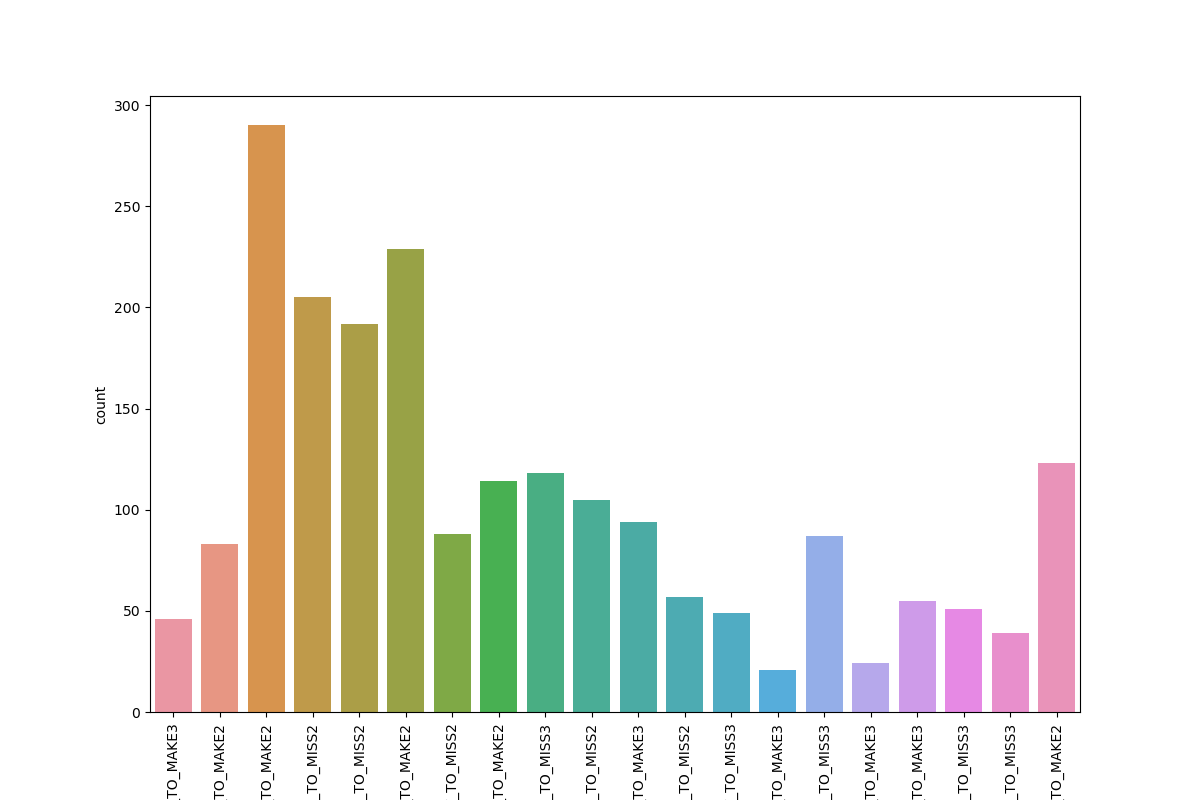 300
250
200
150
100
50
0
count
_TO_MAKE3
_TO_MAKE2
_TO_MAKE2
_TO_MISS2
_TO_MISS2
_TO_MAKE2
_TO_MISS2
_TO_MAKE2
_TO_MISS3
_TO_MISS2
_TO_MAKE3
_TO_MISS2
_TO_MISS3
_TO_MAKE3
_TO_MISS3
_TO_MAKE3
_TO_MAKE3
_TO_MISS3
_TO_MISS3
_TO_MAKE2